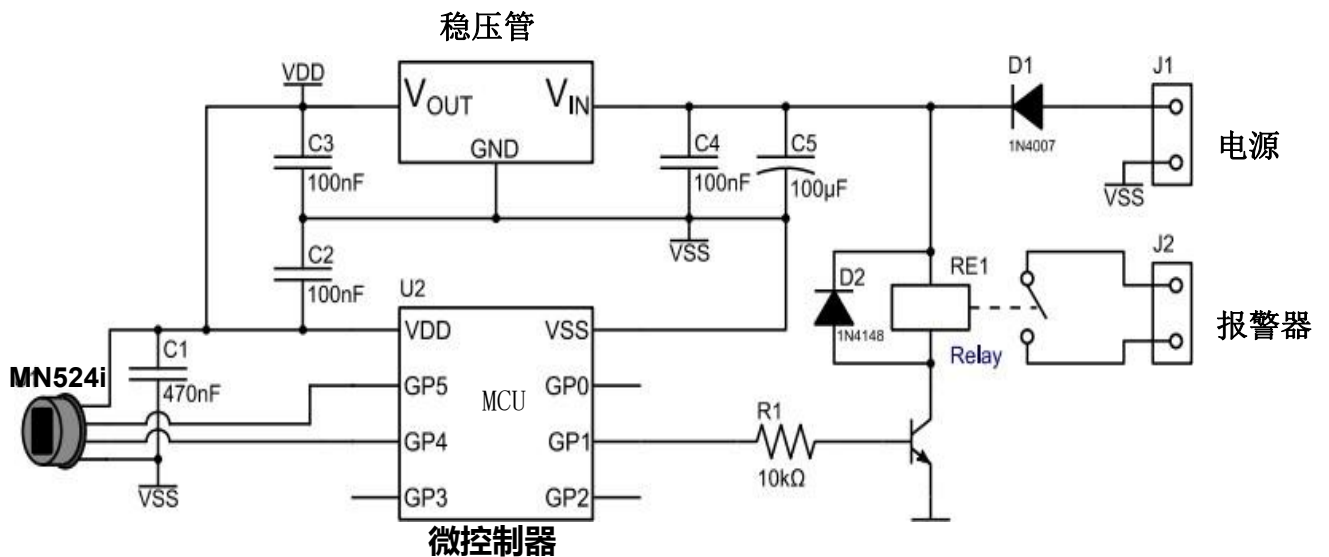 稳压管
VDD
VOUT
VIN
GND
C3
100nF
C4
100nF
C5
100μF
D1
1N4007
J1
电源
VSS
VSS
C2
100nF
U2
VDD
VSS
GP5
GP0
MCU
GP4
GP1
GP3
GP2
微控制器
C1
470nF
MN524i
VSS
D2
1N4148
RE1
Relay
J2
报警器
R1
10kΩ